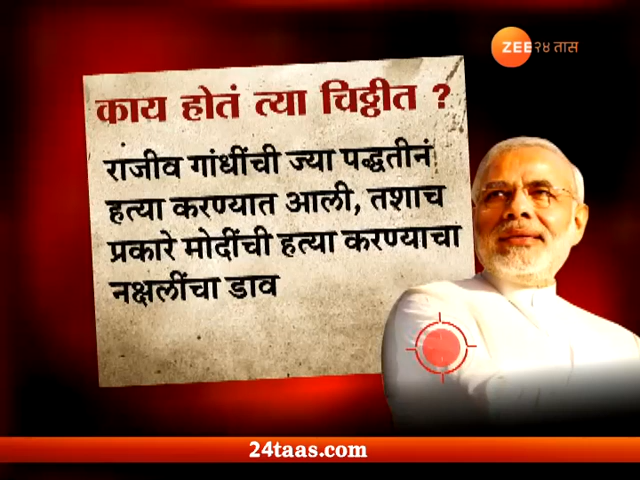 ZEE २४ तास
काय होतं त्या चिठ्ठीत ?
राजीव गांधींची ज्या पद्धतीनं
हत्या करण्यात आली, तशाच
प्रकारे मोदींची हत्या करण्याचा
नक्षलींचा डाव
24taas.com